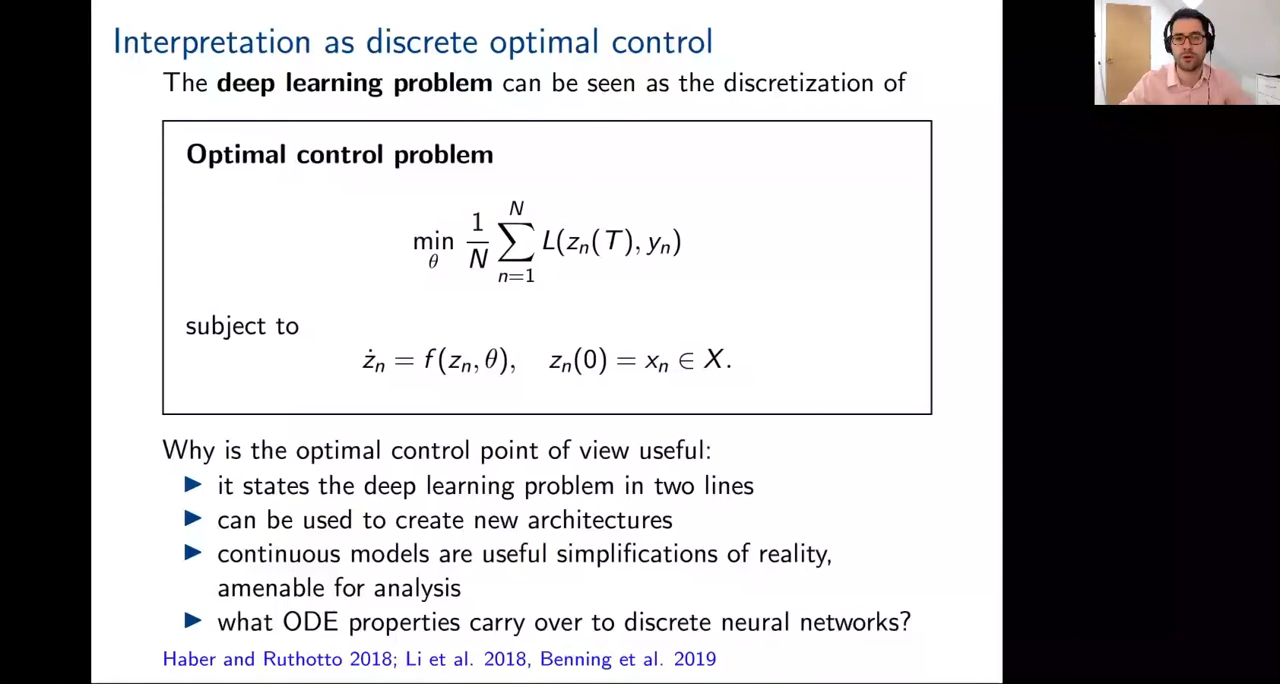 Interpretation as discrete optimal control
The deep learning problem can be seen as the discretization of
Optimal control problem
min_θ 1/N ∑_{n=1}^{N} L(z_n(T), y_n)
subject to
ż_n = f(z_n, θ), z_n(0) = x_n ∈ X.
Why is the optimal control point of view useful:
▶ it states the deep learning problem in two lines
▶ can be used to create new architectures
▶ continuous models are useful simplifications of reality,
amenable for analysis
▶ what ODE properties carry over to discrete neural networks?
Haber and Ruthotto 2018; Li et al. 2018, Benning et al. 2019